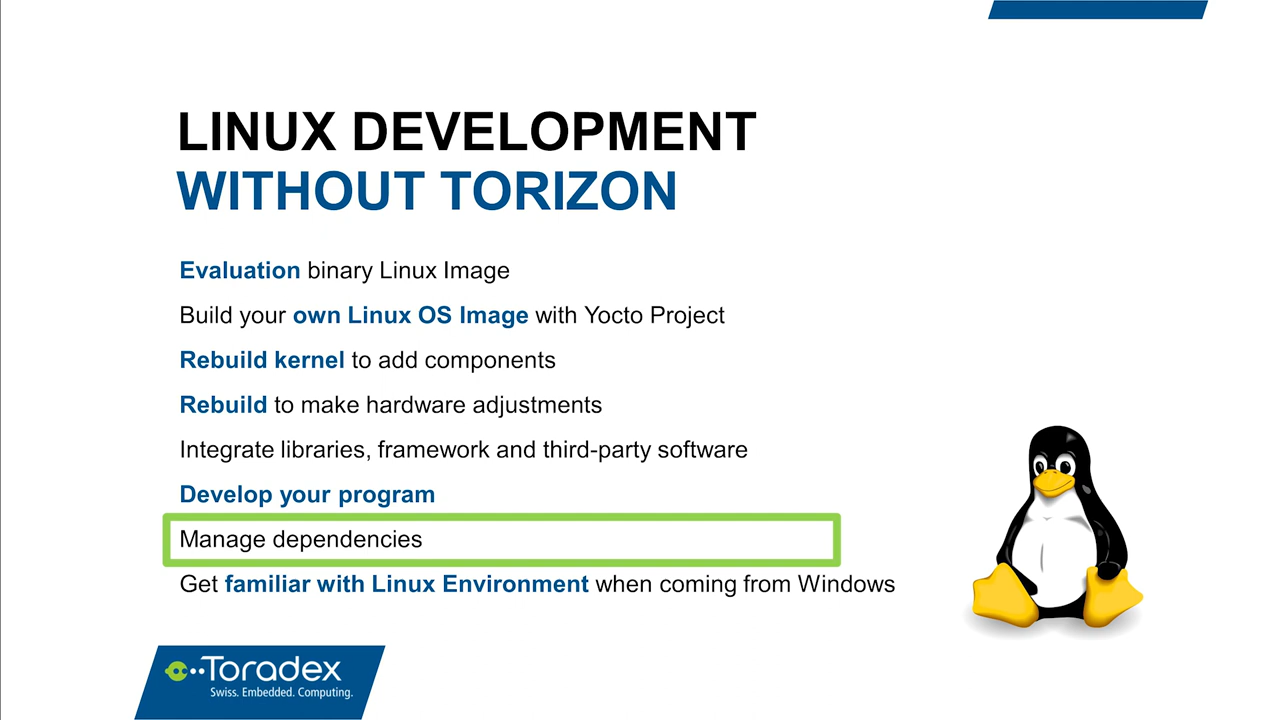 LINUX DEVELOPMENT
WITHOUT TORIZON
Evaluation binary Linux Image
Build your own Linux OS Image with Yocto Project
Rebuild kernel to add components
Rebuild to make hardware adjustments
Integrate libraries, framework and third-party software
Develop your program
Manage dependencies
Get familiar with Linux Environment when coming from Windows
Toradex
Swiss. Embedded. Computing.